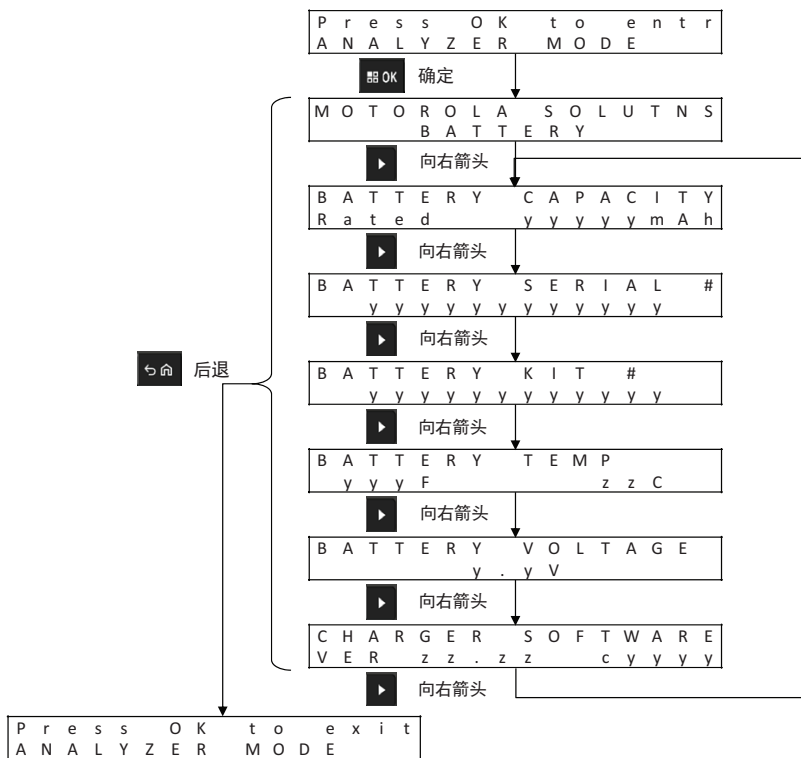 Press OK to entr
ANALYZER MODE
OK 确定
MOTOROLA SOLUTNS
BATTERY
向右箭头
BATTERY CAPACITY
Rated yyyyymAh
向右箭头
BATTERY SERIAL #
yyyyyyyyyyyy
向右箭头
BATTERY KIT #
yyyyyyyyyyyy
后退
向右箭头
BATTERY TEMP
yyyF zzC
向右箭头
BATTERY VOLTAGE
y.yV
向右箭头
CHARGER SOFTWARE
VER zz.zz cyyyy
向右箭头
Press OK to exit
ANALYZER MODE